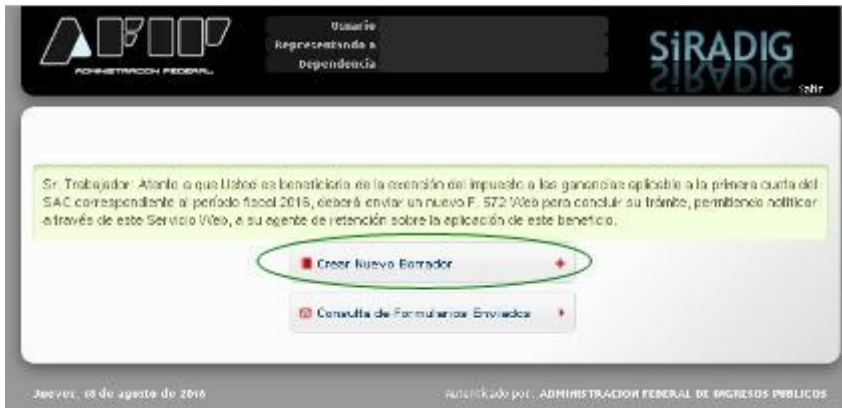 AFIP
ADMINISTRACION FEDERAL
Usuario
Representando a
Dependencia
SiRADIG
Salir
Sr. Trabajador: Atento a que Usted es beneficiario de la exención del impuesto a las ganancias aplicable a la primera cuota del
SAC correspondiente al período fiscal 2016, deberá enviar un nuevo F. 572 Web para concluir su trámite, permitiendo notificar
a través de este Servicio Web, a su agente de retención sobre la aplicación de este beneficio.
Crear Nuevo Borrador
Consulta de Formularios Enviados
Jueves, de agosto de 2016
Autenticado por: ADMINISTRACION FEDERAL DE INGRESOS PUBLICOS